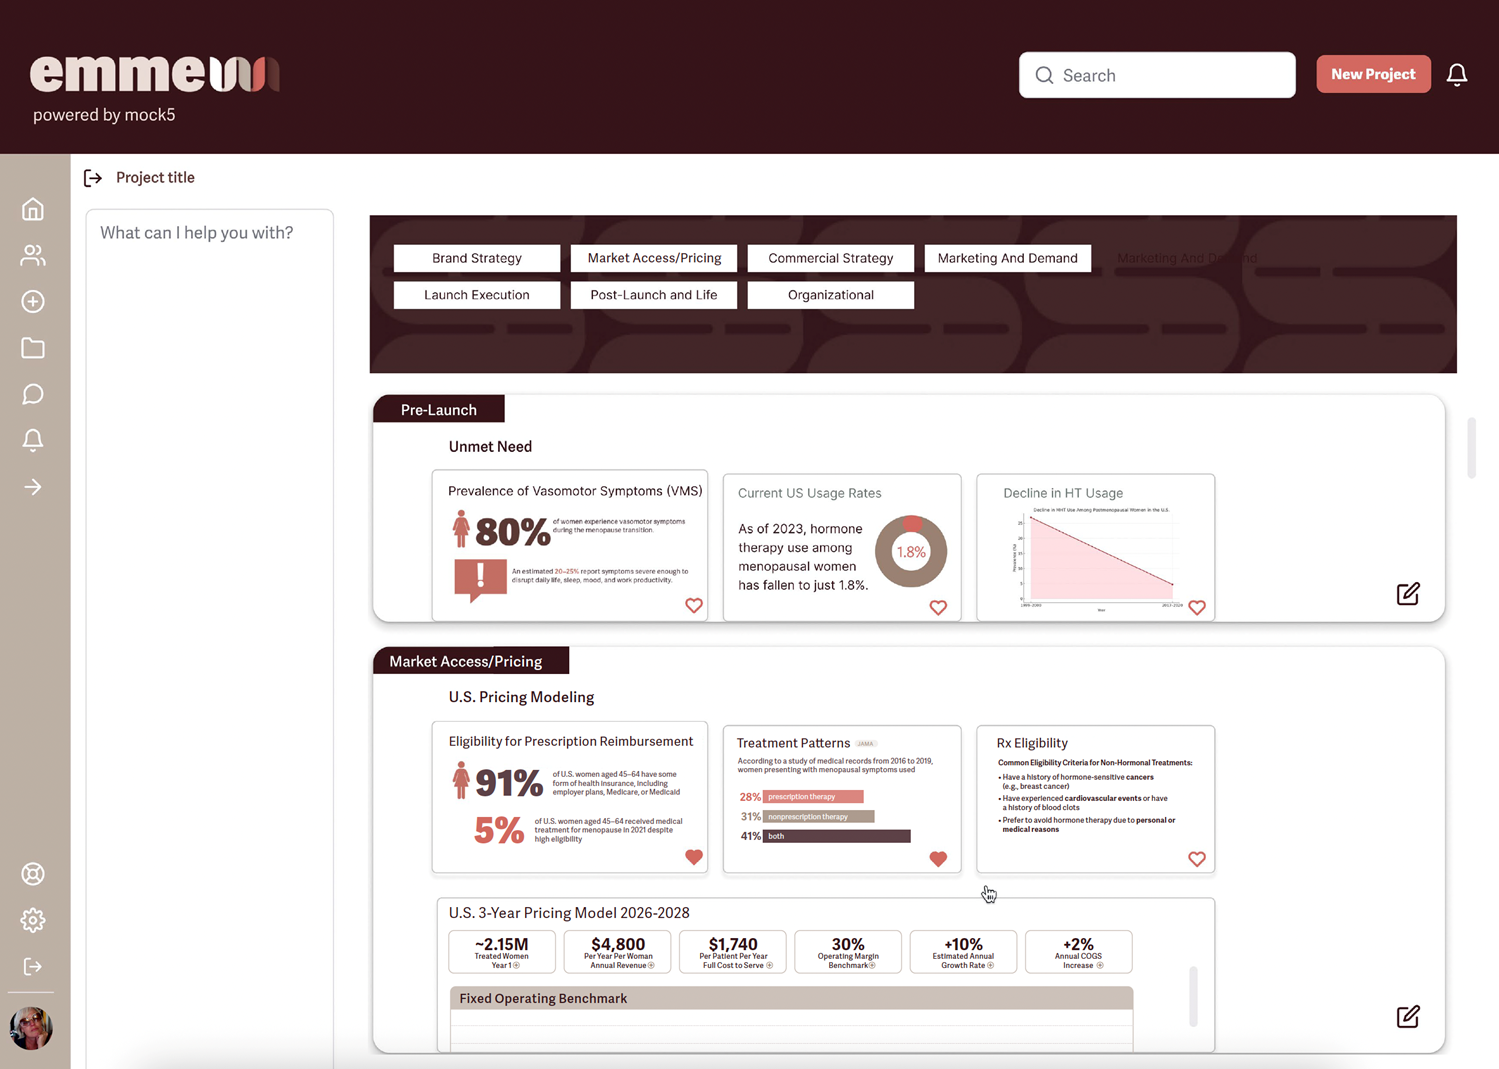 emme
powered by mock5
Search
New Project
Project title
What can I help you with?
Brand Strategy
Market Access/Pricing
Commercial Strategy
Marketing And Demand
Marketing And Demand
Launch Execution
Post-Launch and Life
Organizational
Pre-Launch
Unmet Need
Prevalence of Vasomotor Symptoms (VMS)
80%
of women experience vasomotor symptoms
during the menopause transition.
!
An estimated 20–25% report symptoms severe enough to
disrupt daily life, sleep, mood, and work productivity.
Current US Usage Rates
As of 2023, hormone
therapy use among
menopausal women
has fallen to just 1.8%.
1.8%
Decline in HT Usage
Decline in MHT Use Among Postmenopausal Women in the U.S.
Prevalence (%)
25
20
15
10
5
0
Year
Market Access/Pricing
U.S. Pricing Modeling
Eligibility for Prescription Reimbursement
91%
of U.S. women aged 45–64 have some
form of health insurance, including
employer plans, Medicare, or Medicaid
5%
of U.S. women aged 45–64 received medical
treatment for menopause in 2021 despite
high eligibility
Treatment Patterns JAMA
According to a study of medical records from 2016 to 2019,
women presenting with menopausal symptoms used
28% prescription therapy
31% nonprescription therapy
41% both
Rx Eligibility
Common Eligibility Criteria for Non-Hormonal Treatments:
• Have a history of hormone-sensitive cancers
(e.g., breast cancer)
• Have experienced cardiovascular events or have
a history of blood clots
• Prefer to avoid hormone therapy due to personal or
medical reasons
U.S. 3-Year Pricing Model 2026-2028
~2.15M
Treated Women
Year 1
$4,800
Per Year Per Woman
Annual Revenue
$1,740
Per Patient Per Year
Full Cost to Serve
30%
Operating Margin
Benchmark
+10%
Estimated Annual
Growth Rate
+2%
Annual COGS
Increase
Fixed Operating Benchmark